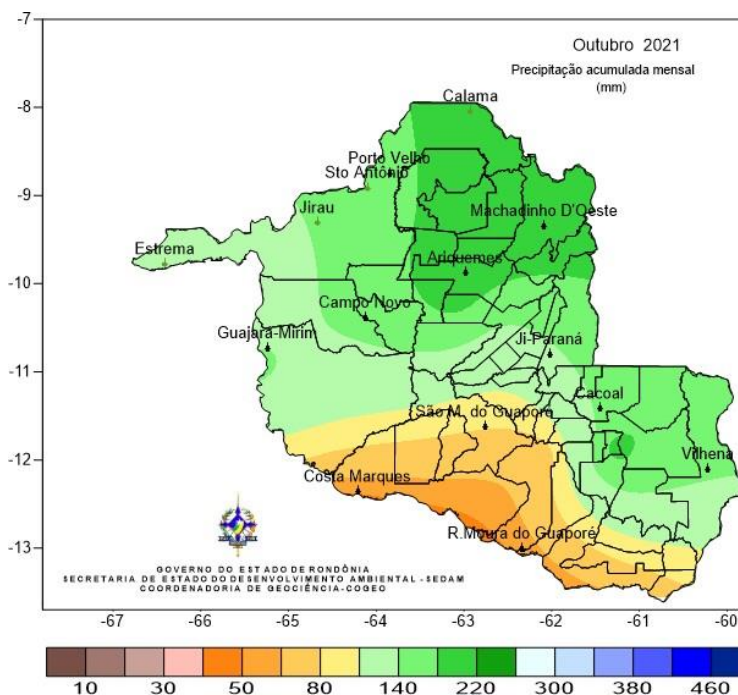 Outubro 2021
Precipitação acumulada mensal
(mm)
-7
-8
-9
-10
-11
-12
-13
Calama
Porto Velho
Sto Antônio
Machadinho D'Oeste
Jirau
Estrema
Ariquemes
Campo Novo
Guajará-Mirim
Ji-Paraná
Cacoal
São M. do Guaporé
Vilhena
Costa Marques
R.Moura do Guaporé
GOVERNO DO ESTADO DE RONDÔNIA
SECRETARIA DE ESTADO DO DESENVOLVIMENTO AMBIENTAL - SEDAM
COORDENADORIA DE GEOCIÊNCIA-COGEO
-67 -66 -65 -64 -63 -62 -61 -60
10 30 50 80 140 220 300 380 460